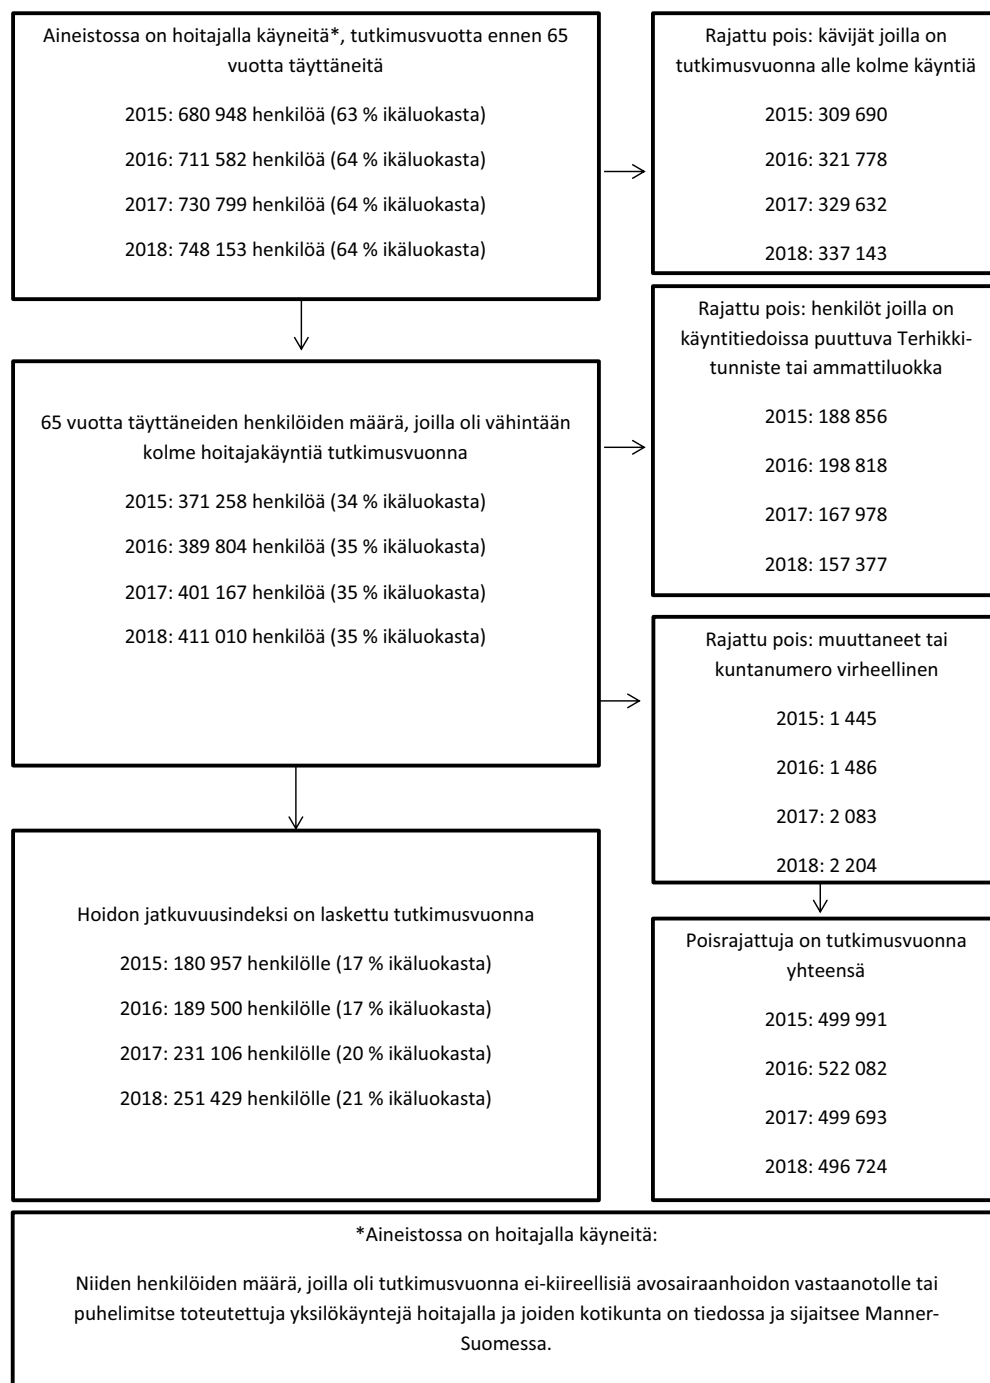 Aineistossa on hoitajalla käyneitä*, tutkimusvuotta ennen 65
vuotta täyttäneitä
2015: 680 948 henkilöä (63 % ikäluokasta)
2016: 711 582 henkilöä (64 % ikäluokasta)
2017: 730 799 henkilöä (64 % ikäluokasta)
2018: 748 153 henkilöä (64 % ikäluokasta)
Rajattu pois: kävijät joilla on
tutkimusvuonna alle kolme käyntiä
2015: 309 690
2016: 321 778
2017: 329 632
2018: 337 143
65 vuotta täyttäneiden henkilöiden määrä, joilla oli vähintään
kolme hoitajakäyntiä tutkimusvuonna
2015: 371 258 henkilöä (34 % ikäluokasta)
2016: 389 804 henkilöä (35 % ikäluokasta)
2017: 401 167 henkilöä (35 % ikäluokasta)
2018: 411 010 henkilöä (35 % ikäluokasta)
Rajattu pois: henkilöt joilla on
käyntitiedoissa puuttuva Terhikki-
tunniste tai ammattiluokka
2015: 188 856
2016: 198 818
2017: 167 978
2018: 157 377
Rajattu pois: muuttaneet tai
kuntanumero virheellinen
2015: 1 445
2016: 1 486
2017: 2 083
2018: 2 204
Hoidon jatkuvuusindeksi on laskettu tutkimusvuonna
2015: 180 957 henkilölle (17 % ikäluokasta)
2016: 189 500 henkilölle (17 % ikäluokasta)
2017: 231 106 henkilölle (20 % ikäluokasta)
2018: 251 429 henkilölle (21 % ikäluokasta)
Poisrajattuja on tutkimusvuonna
yhteensä
2015: 499 991
2016: 522 082
2017: 499 693
2018: 496 724
*Aineistossa on hoitajalla käyneitä:
Niiden henkilöiden määrä, joilla oli tutkimusvuonna ei-kiireellisiä avosairaanhoidon vastaanotolle tai
puhelimitse toteutettuja yksilökäyntejä hoitajalla ja joiden kotikunta on tiedossa ja sijaitsee Manner-
Suomessa.